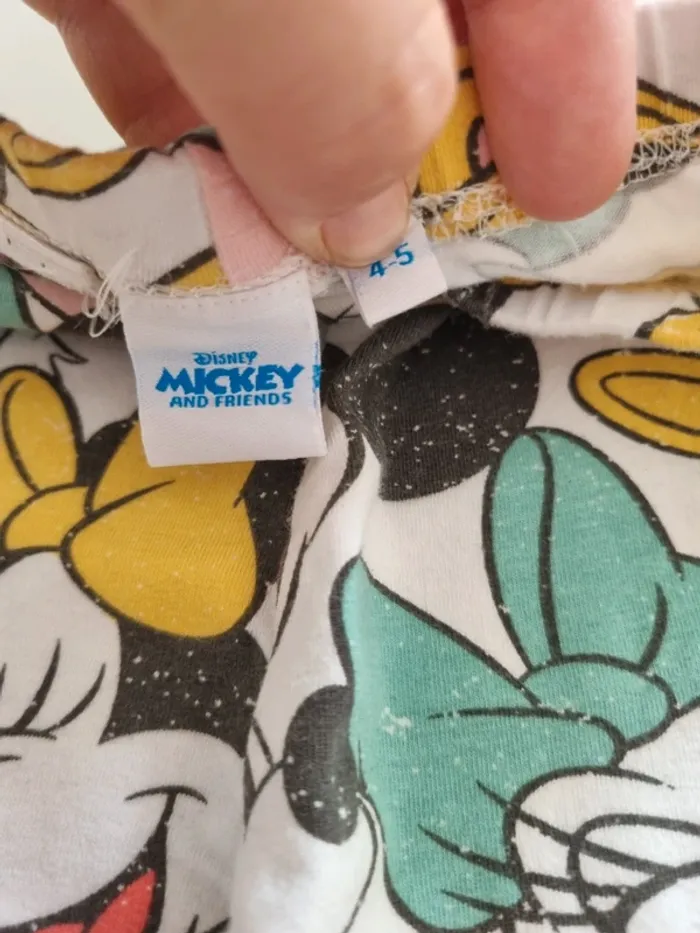 Disney
MICKEY
AND FRIENDS
4-5